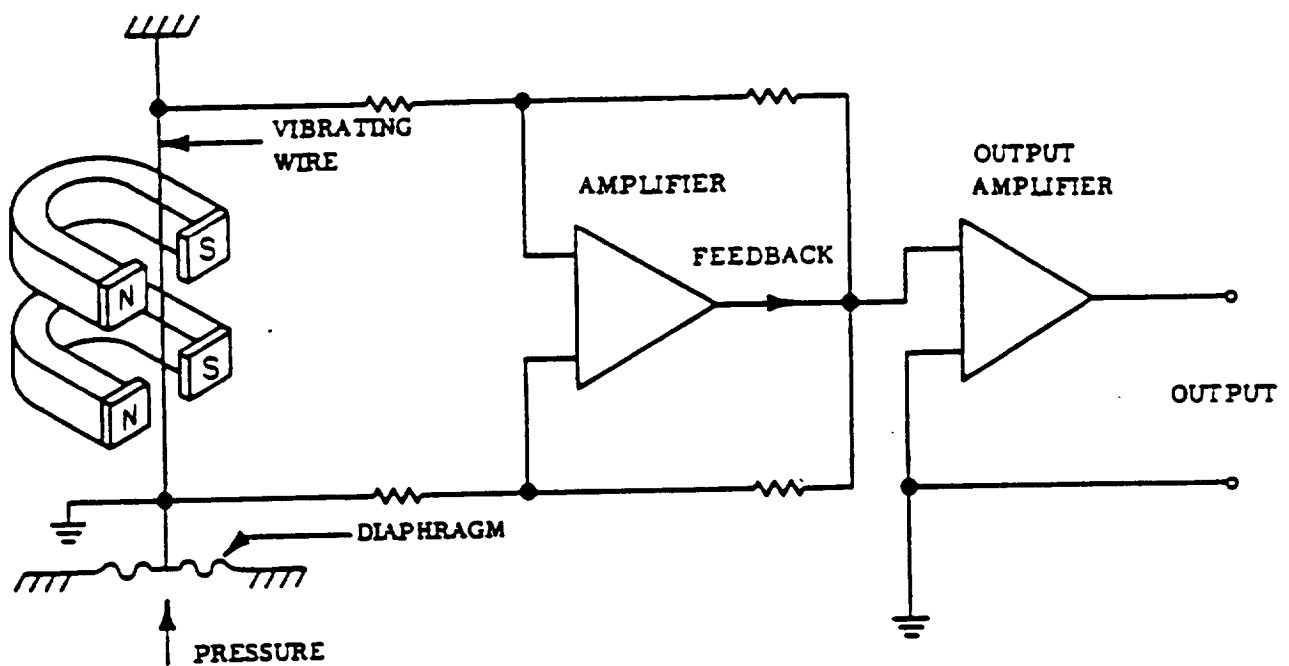 VIBRATING
WIRE
OUTPUT
AMPLIFIER
AMPLIFIER
FEEDBACK
S
N
S
N
OUTPUT
DIAPHRAGM
PRESSURE